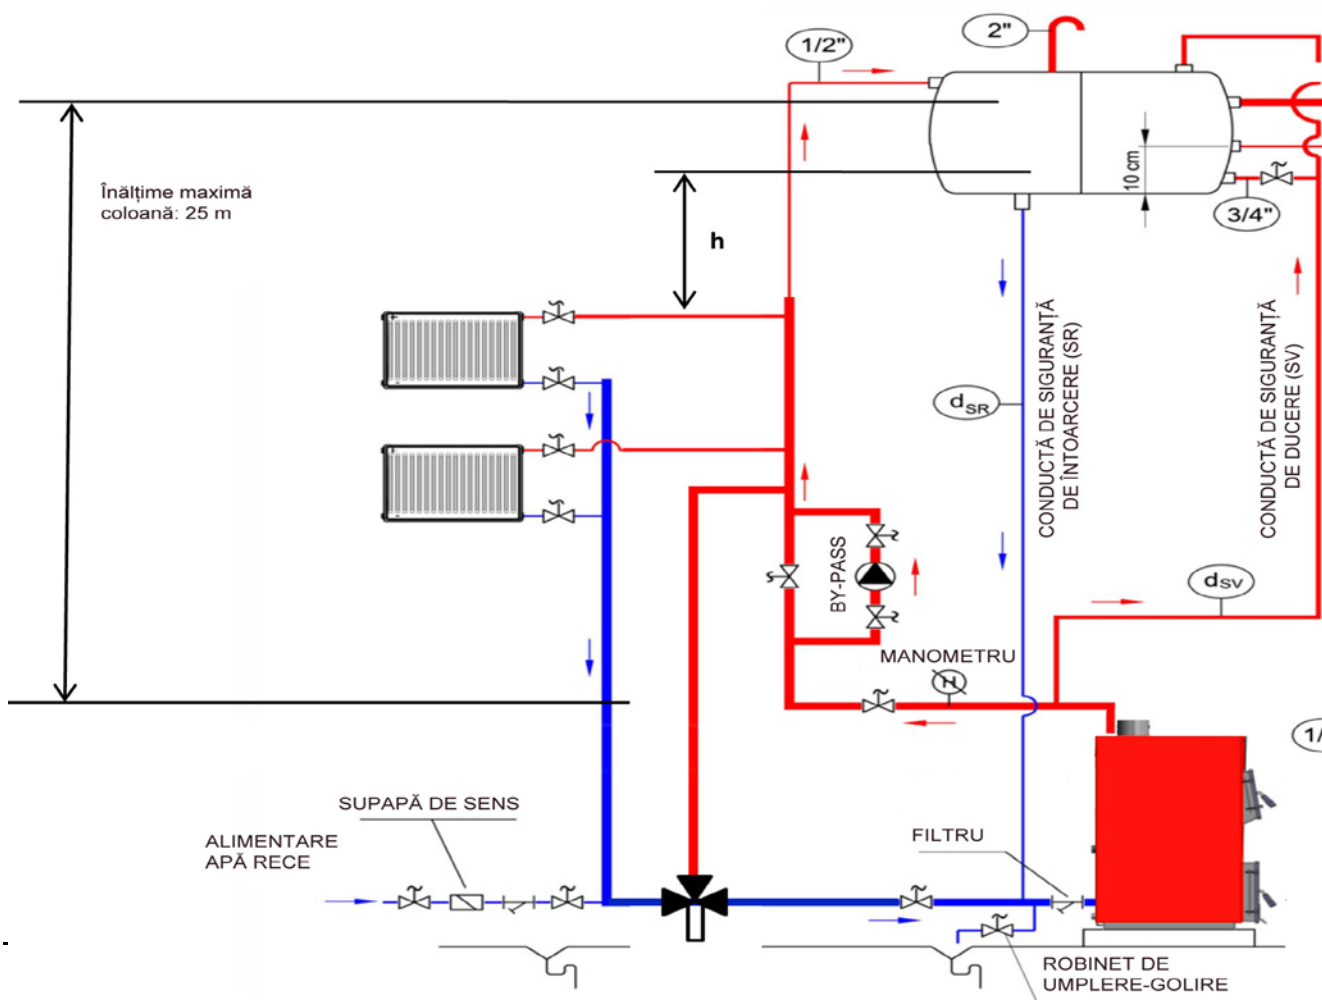 1/2"
2"
Înălțime maximă
coloană: 25 m
h
10 cm
3/4"
CONDUCTĂ DE SIGURANȚĂ
DE ÎNTOARCERE (SR)
CONDUCTĂ DE SIGURANȚĂ
DE DUCERE (SV)
dSR
BY-PASS
dSV
MANOMETRU
1/
SUPAPĂ DE SENS
ALIMENTARE
APĂ RECE
FILTRU
ROBINET DE
UMPLERE-GOLIRE